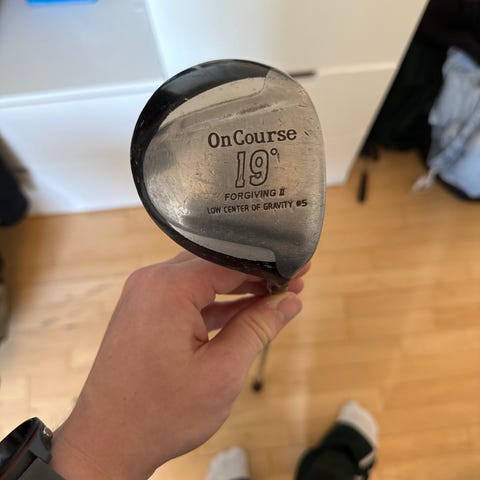 OnCourse
19°
FORGIVING II
LOW CENTER OF GRAVITY #5